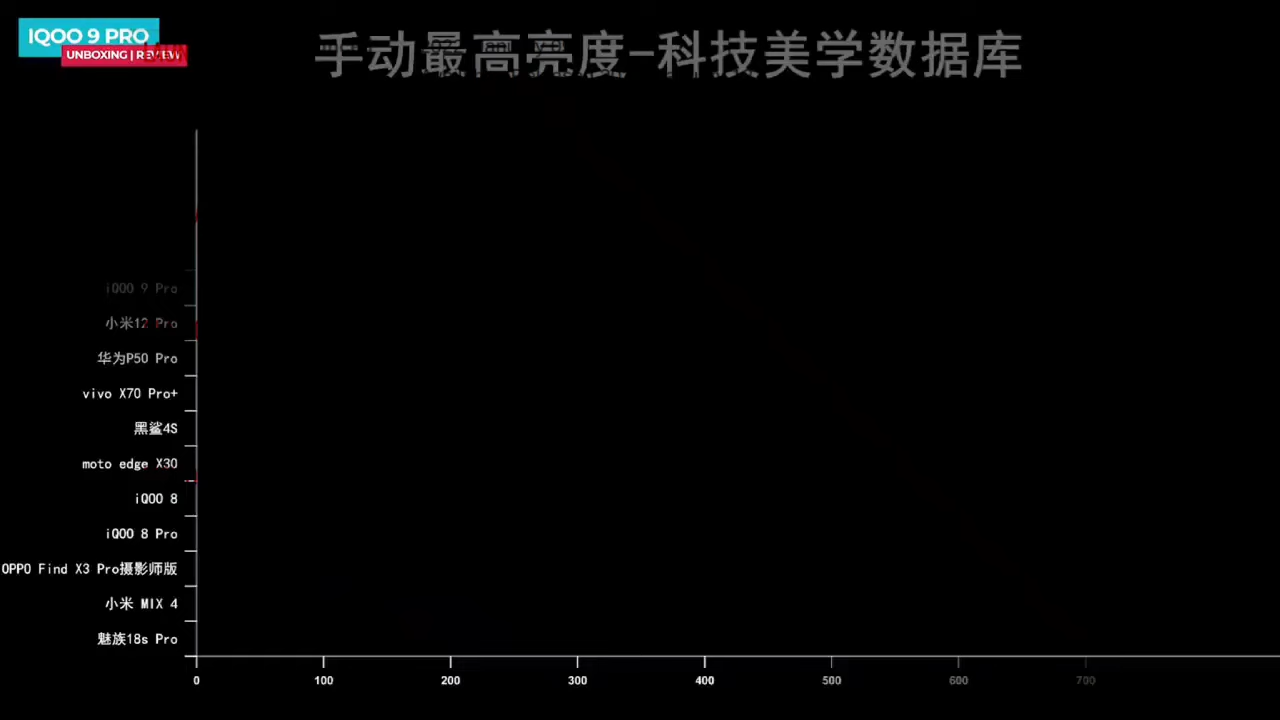 IQOO 9 PRO
UNBOXING | REVIEW
手动最高亮度-科技美学数据库
iQOO 9 Pro
小米12 Pro
华为P50 Pro
vivo X70 Pro+
黑鲨4S
moto edge X30
iQOO 8
iQOO 8 Pro
OPPO Find X3 Pro摄影师版
小米 MIX 4
魅族18s Pro
0 100 200 300 400 500 600 700